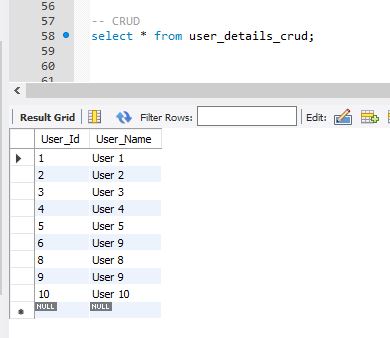 56
57 -- CRUD
58 select * from user_details_crud;
59
60
61
Result Grid Filter Rows: Edit:
User_Id User_Name
1 User 1
2 User 2
3 User 3
4 User 4
5 User 5
6 User 9
8 User 8
9 User 9
10 User 10
NULL NULL